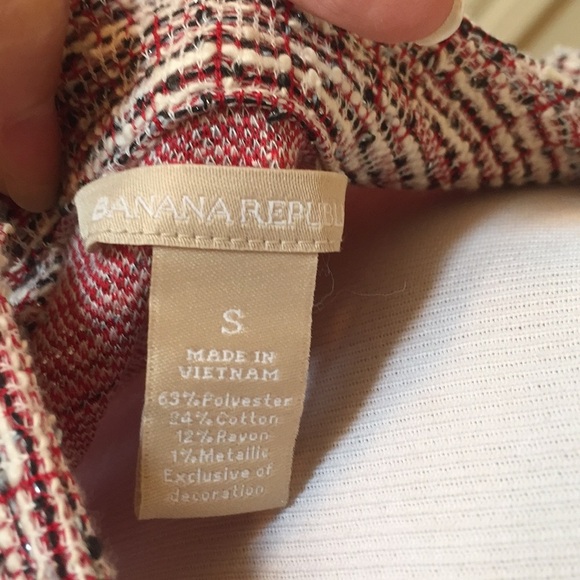 BANANA REPUBL
S
MADE IN
VIETNAM
63% Polyester
24% Cotton
12% Rayon
1% Metallic
Exclusive of
decoration